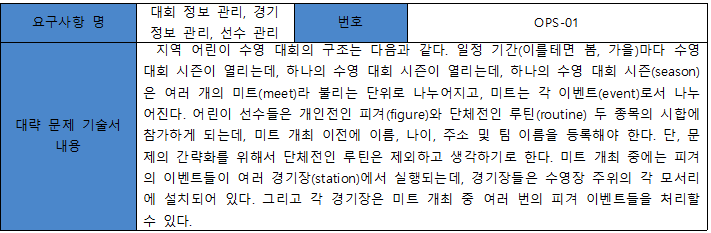 요구사항 명
대회 정보 관리, 경기
정보 관리, 선수 관리
번호
OPS-01
대략 문제 기술서
내용
지역 어린이 수영 대회의 구조는 다음과 같다. 일정 기간(이를테면 봄, 가을)마다 수영
대회 시즌이 열리는데, 하나의 수영 대회 시즌이 열리는데, 하나의 수영 대회 시즌(season)
은 여러 개의 미트(meet)라 불리는 단위로 나누어지고, 미트는 각 이벤트(event)로서 나누
어진다. 어린이 선수들은 개인전인 피겨(figure)와 단체전인 루틴(routine) 두 종목의 시합에
참가하게 되는데, 미트 개최 이전에 이름, 나이, 주소 및 팀 이름을 등록해야 한다. 단, 문
제의 간략화를 위해서 단체전인 루틴은 제외하고 생각하기로 한다. 미트 개최 중에는 피겨
의 이벤트들이 여러 경기장(station)에서 실행되는데, 경기장들은 수영장 주위의 각 모서리
에 설치되어 있다. 그리고 각 경기장은 미트 개최 중 여러 번의 피겨 이벤트들을 처리할
수 있다.